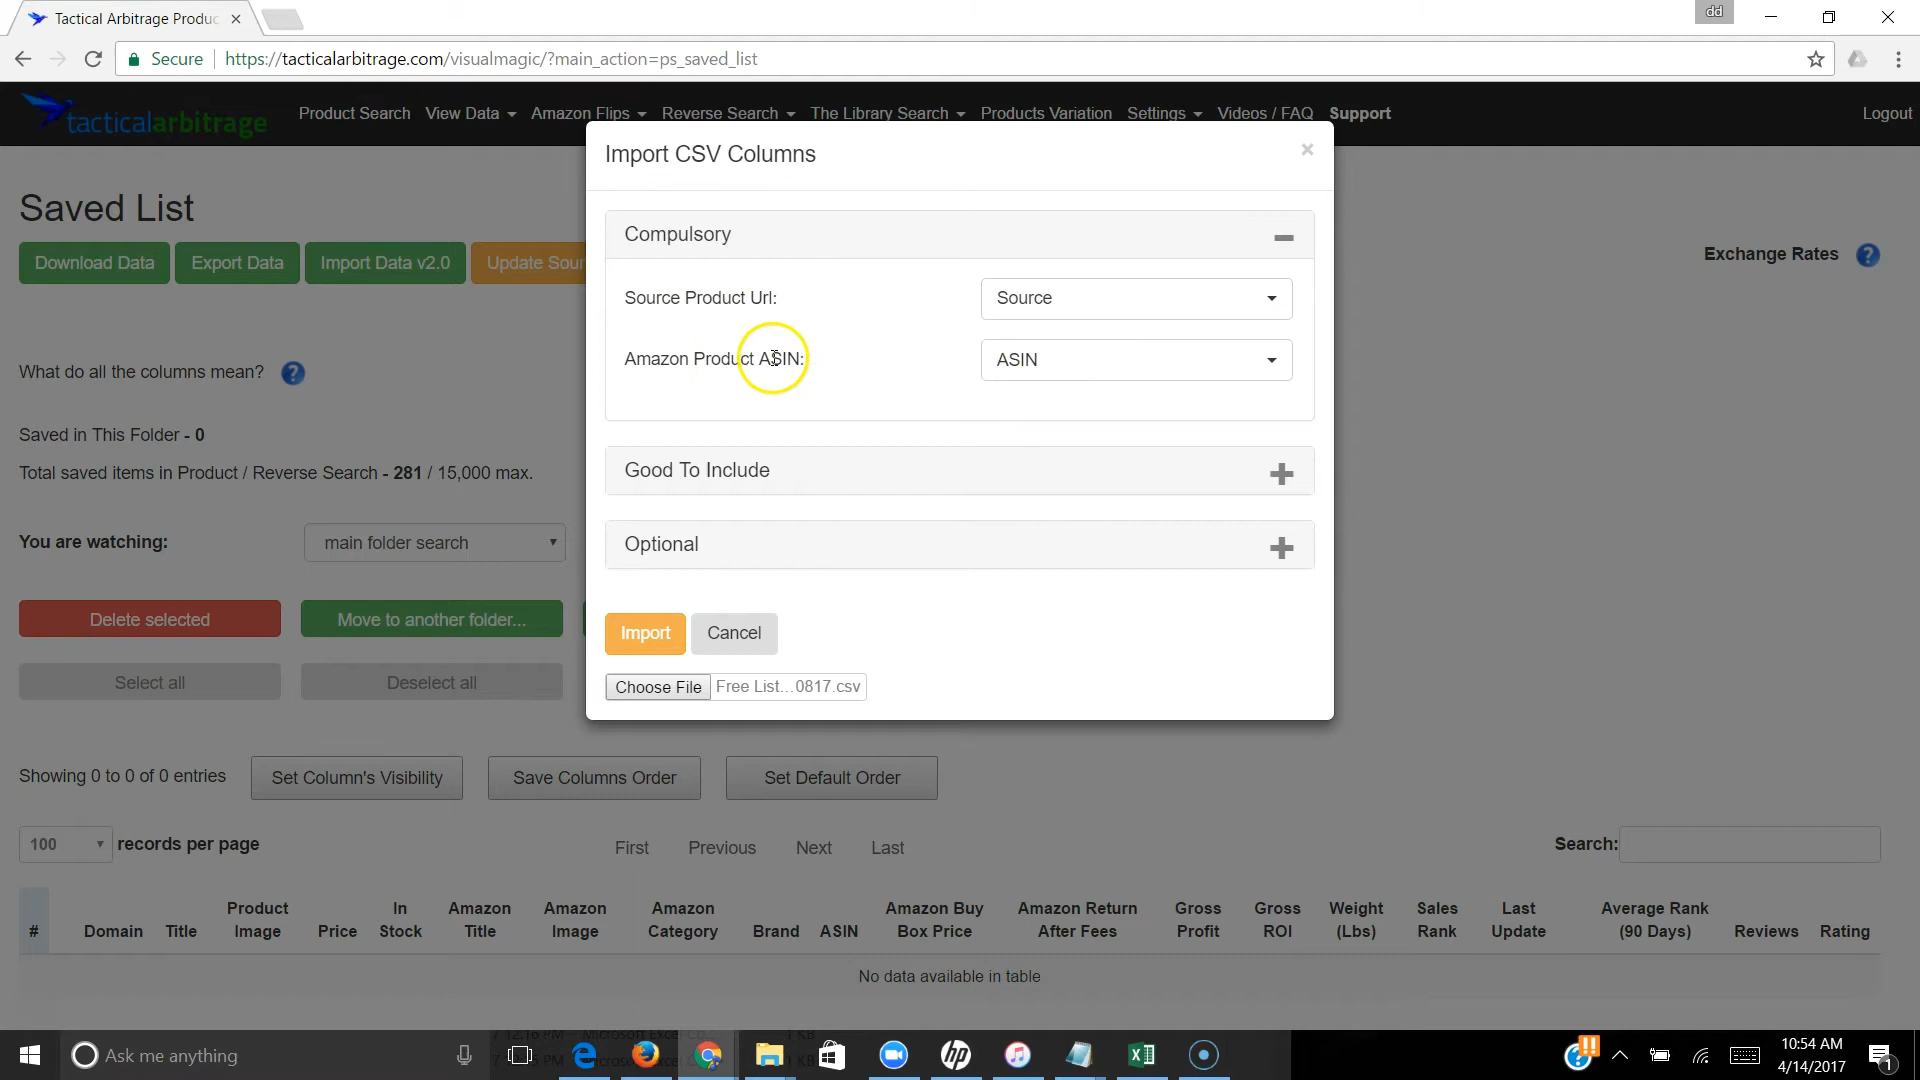 Tactical Arbitrage Produc
dd
Secure
https://tacticalarbitrage.com/visualmagic/?main_action=ps_saved_list
tacticalarbitrage
Product Search View Data Amazon Flips Reverse Search The Library Search Products Variation Settings Videos / FAQ Support Logout
Import CSV Columns
Saved List
Compulsory
Download Data Export Data Import Data v2.0 Update Sour
Exchange Rates ?
Source Product Url: Source
Amazon Product ASIN: ASIN
What do all the columns mean? ?
Saved in This Folder - 0
Total saved items in Product / Reverse Search - 281 / 15,000 max.
Good To Include
You are watching: main folder search
Optional
Delete selected Move to another folder...
Import Cancel
Select all Deselect all
Choose File Free List...0817.csv
Showing 0 to 0 of 0 entries Set Column's Visibility Save Columns Order Set Default Order
100 records per page First Previous Next Last Search:
# Domain Title Product Image Price In Stock Amazon Title Amazon Image Amazon Category Brand ASIN Amazon Buy Box Price Amazon Return After Fees Gross Profit Gross ROI Weight (Lbs) Sales Rank Last Update Average Rank (90 Days) Reviews Rating
No data available in table
Ask me anything
10:54 AM
4/14/2017
1